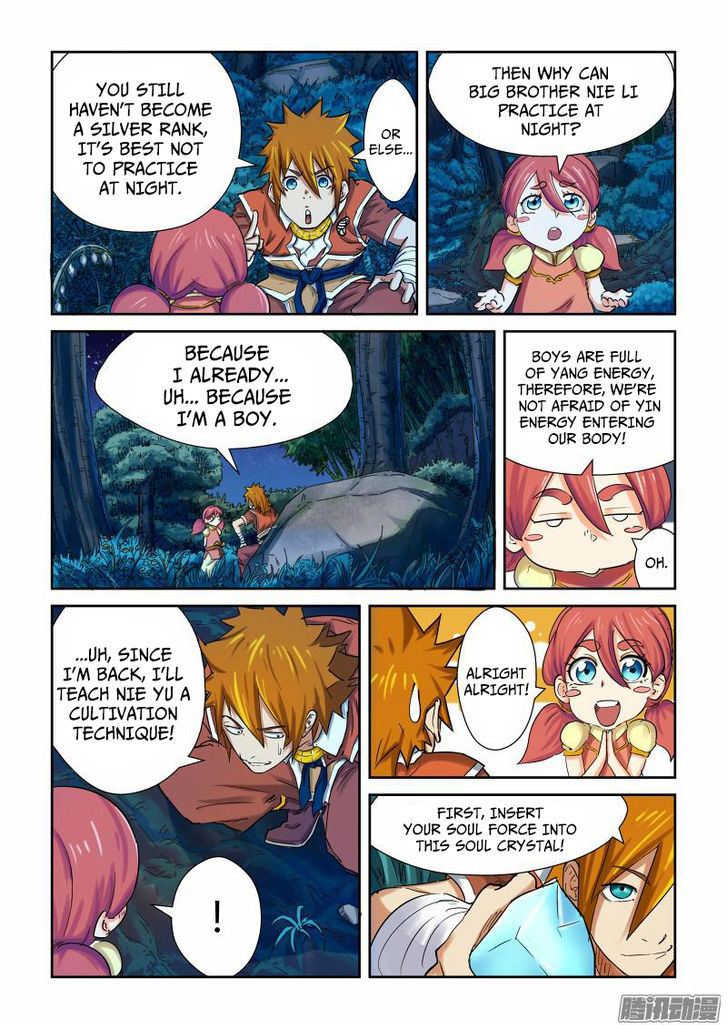 YOU STILL
HAVEN'T BECOME
A SILVER RANK,
IT'S BEST NOT
TO PRACTICE
AT NIGHT.
OR
ELSE...
THEN WHY CAN
BIG BROTHER NIE LI
PRACTICE AT
NIGHT?
BECAUSE
I ALREADY...
UH... BECAUSE
I'M A BOY.
BOYS ARE FULL
OF YANG ENERGY,
THEREFORE, WE'RE
NOT AFRAID OF YIN
ENERGY ENTERING
OUR BODY!
OH.
...UH, SINCE
I'M BACK, I'LL
TEACH NIE YU A
CULTIVATION
TECHNIQUE!
!
ALRIGHT
ALRIGHT!
FIRST, INSERT
YOUR SOUL FORCE INTO
THIS SOUL CRYSTAL!
腾讯动漫